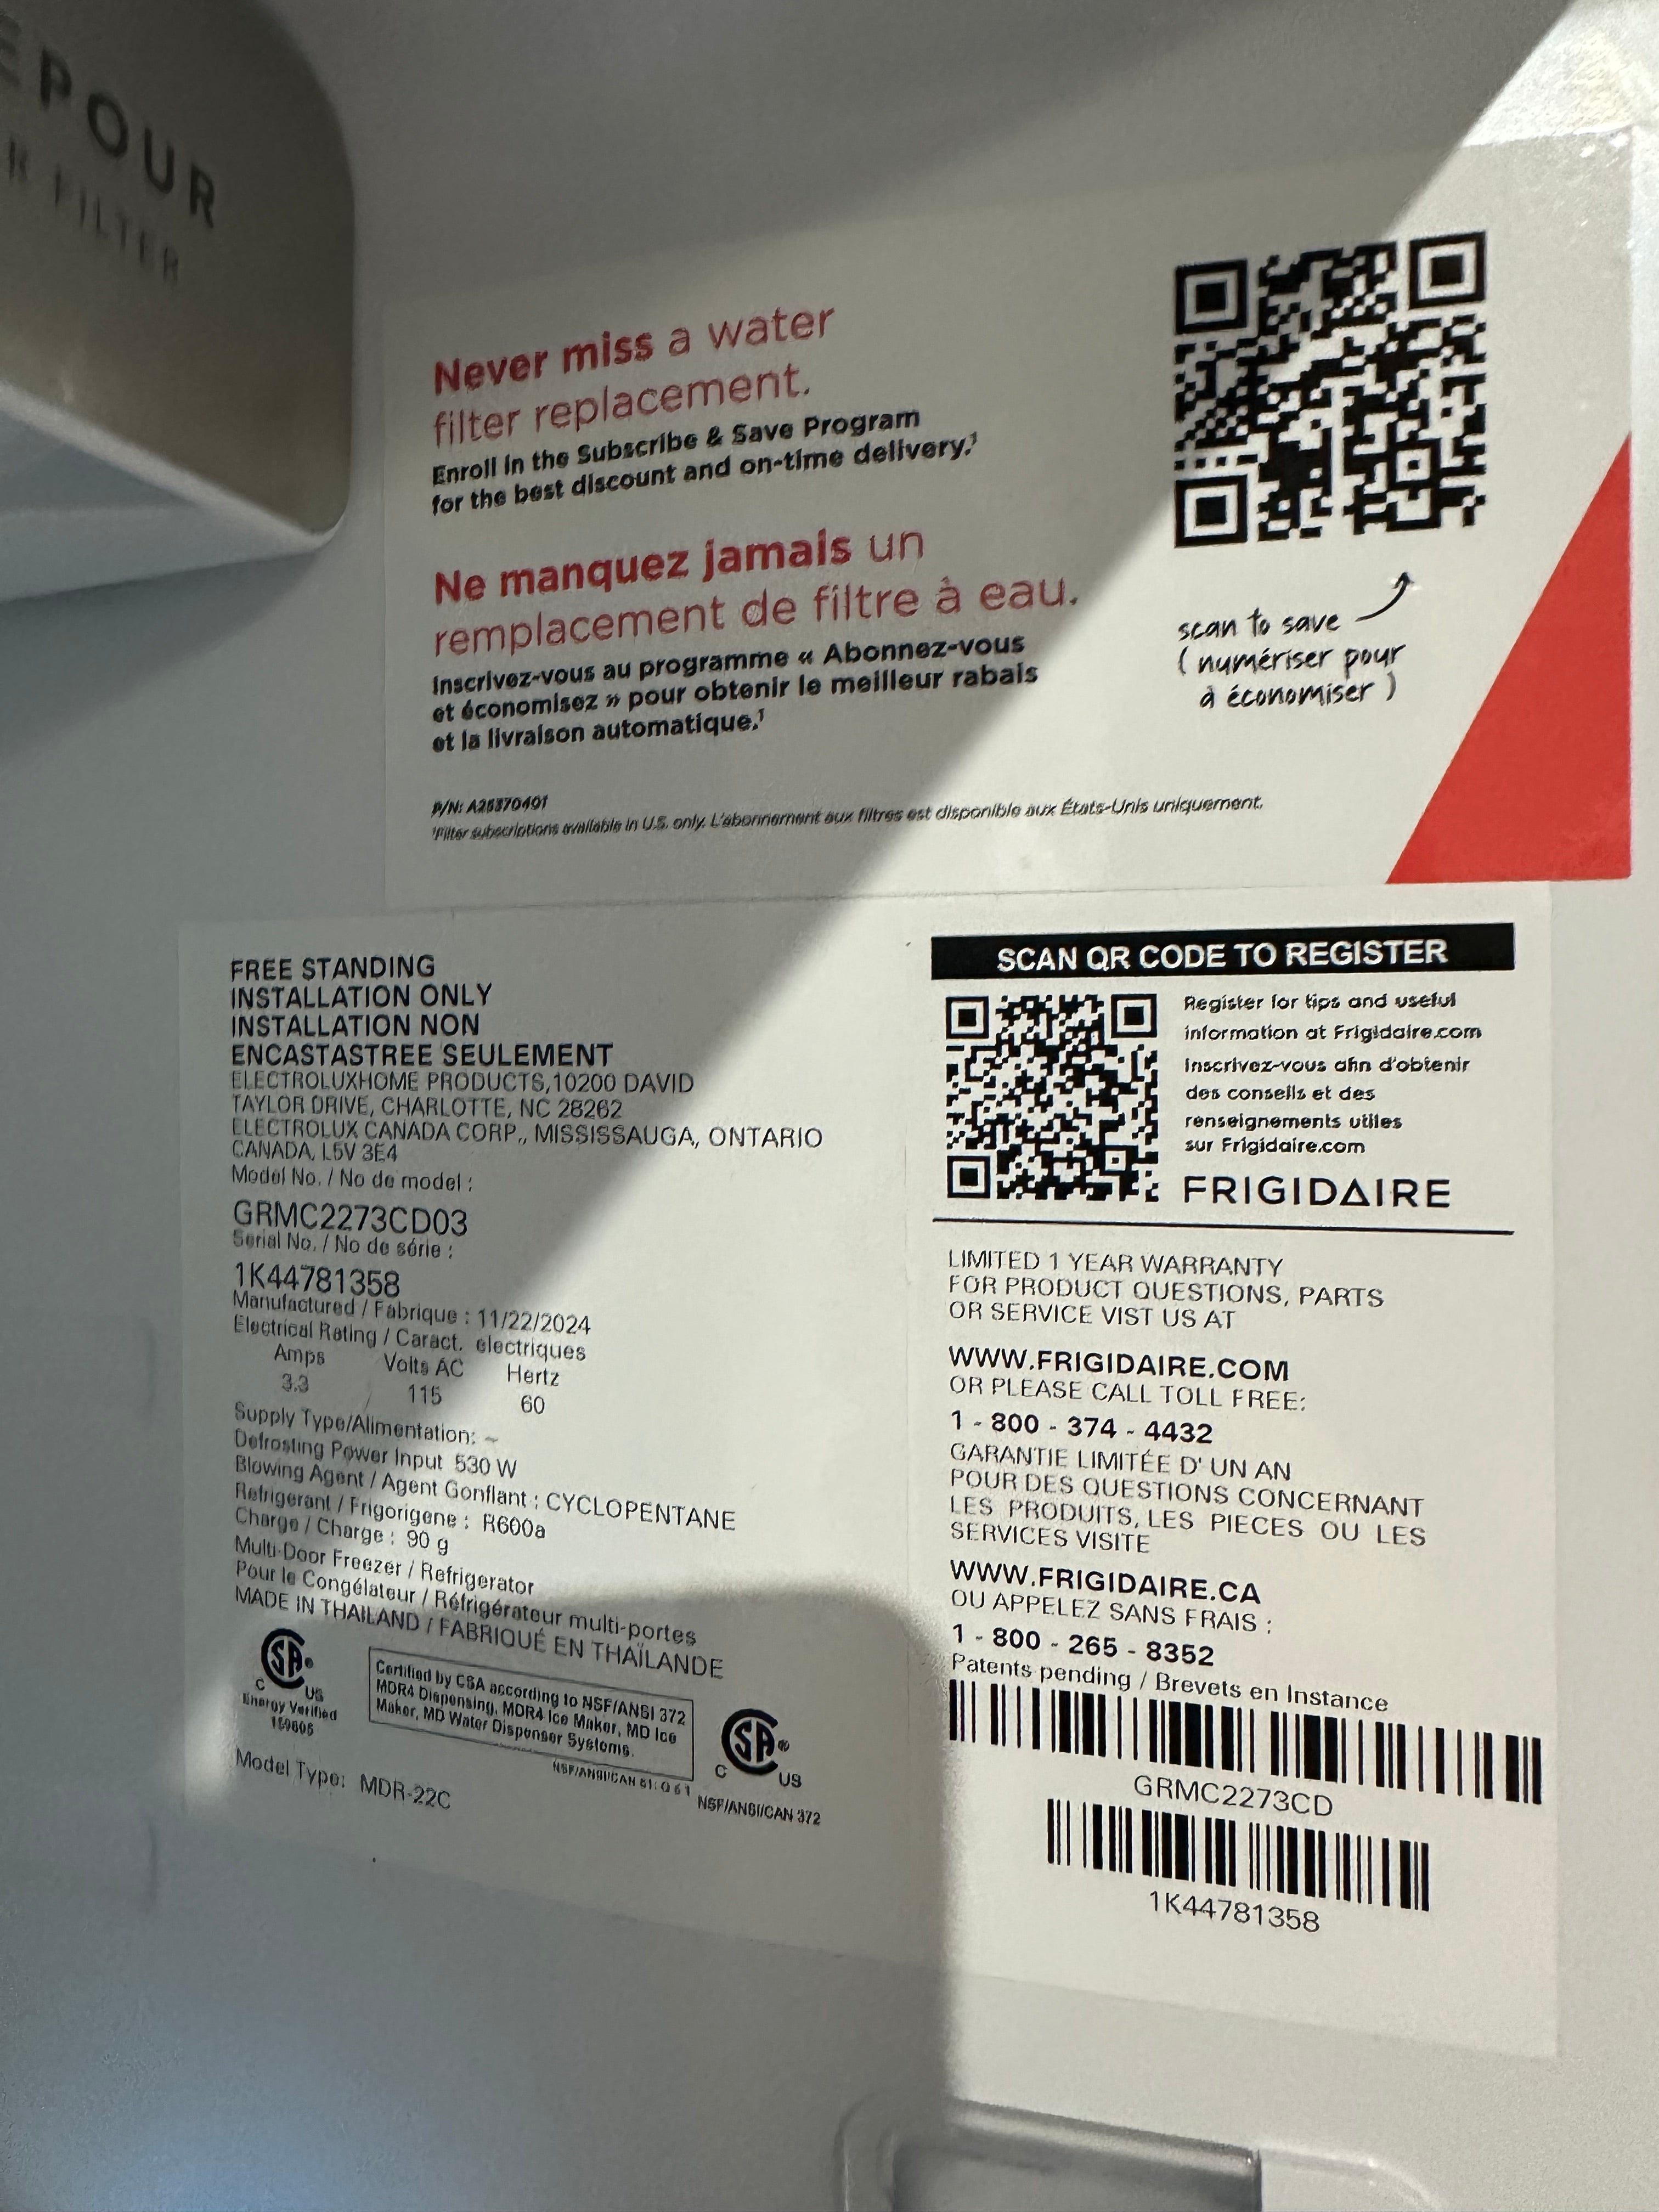 EPOUR
R FILTER
Never miss a water
filter replacement.
Enroll in the Subscribe & Save Program
for the best discount and on-time delivery.¹
Ne manquez jamais un
remplacement de filtre à eau.
Inscrivez-vous au programme « Abonnez-vous
et économisez » pour obtenir le meilleur rabais
et la livraison automatique.¹
scan to save
(numériser pour
à économiser)
P/N: A25370401
¹Filter subscriptions available in U.S. only. L'abonnement aux filtres est disponible aux États-Unis uniquement.
FREE STANDING
INSTALLATION ONLY
INSTALLATION NON
ENCASTASTREE SEULEMENT
ELECTROLUXHOME PRODUCTS,10200 DAVID
TAYLOR DRIVE, CHARLOTTE, NC 28262
ELECTROLUX CANADA CORP., MISSISSAUGA, ONTARIO
CANADA, L5V 3E4
Model No. / No de model :
GRMC2273CD03
Serial No. / No de série :
1K44781358
Manufactured / Fabrique : 11/22/2024
Electrical Rating / Caract. électriques
Amps Volts AC Hertz
3.3 115 60
Supply Type/Alimentation: ~
Defrosting Power Input 530 W
Blowing Agent / Agent Gonflant : CYCLOPENTANE
Refrigerant / Frigorigene : R600a
Charge / Charge : 90 g
Multi-Door Freezer / Refrigerator
Pour le Congélateur / Réfrigérateur multi-portes
MADE IN THAILAND / FABRIQUÉ EN THAÏLANDE
SA®
C US
Energy Verified
Certified by CSA according to NSF/ANSI 372
MDR4 Dispensing, MDR4 Ice Maker, MD Ice
Maker, MD Water Dispenser Systems.
NSF/ANSI/CAN 61: Q ≤ 1
SA®
C US
NSF/ANSI/CAN 372
Model Type: MDR-22C
SCAN QR CODE TO REGISTER
Register for tips and useful
information at Frigidaire.com
Inscrivez-vous afin d'obtenir
des conseils et des
renseignements utiles
sur Frigidaire.com
FRIGIDAIRE
LIMITED 1 YEAR WARRANTY
FOR PRODUCT QUESTIONS, PARTS
OR SERVICE VIST US AT
WWW.FRIGIDAIRE.COM
OR PLEASE CALL TOLL FREE:
1 - 800 - 374 - 4432
GARANTIE LIMITÉE D' UN AN
POUR DES QUESTIONS CONCERNANT
LES PRODUITS, LES PIECES OU LES
SERVICES VISITE
WWW.FRIGIDAIRE.CA
OU APPELEZ SANS FRAIS :
1 - 800 - 265 - 8352
Patents pending / Brevets en Instance
GRMC2273CD
1K44781358